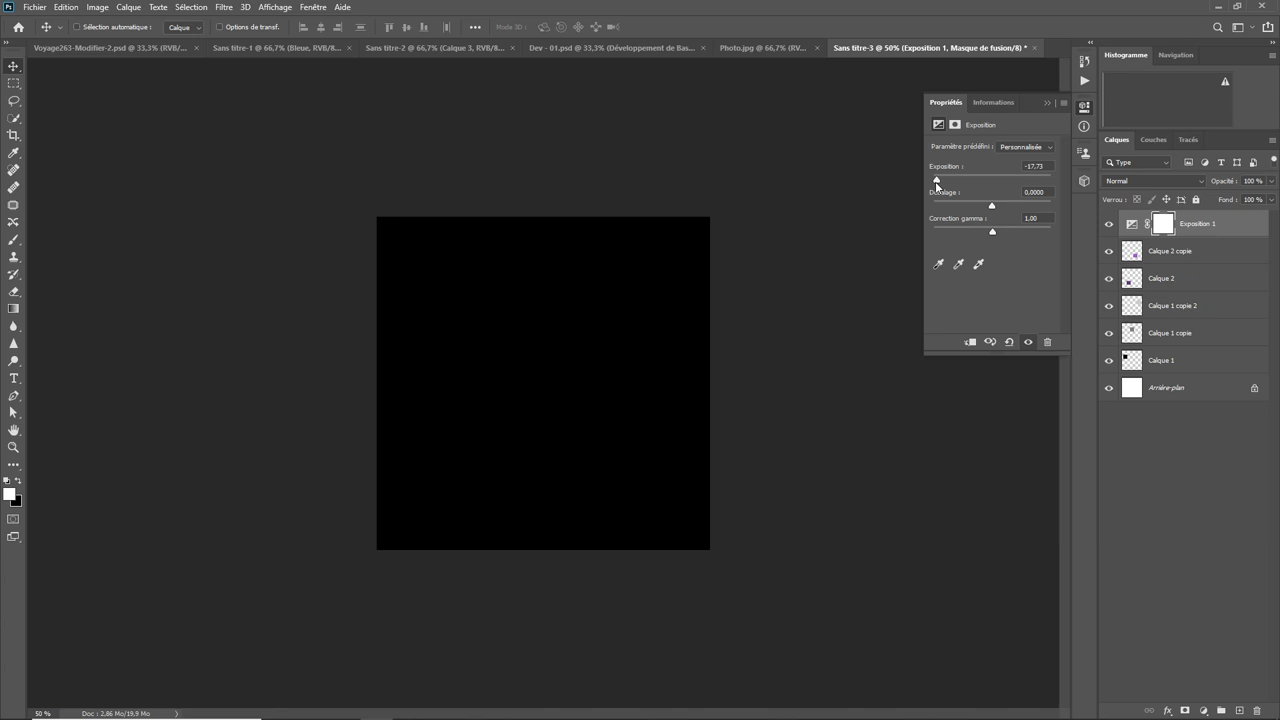 Fichier Edition Image Calque Texte Sélection Filtre 3D Affichage Fenêtre Aide
Sélection automatique : Calque Options de transf. Mode 3D :
Voyage263-Modifier-2.psd @ 33,3% (RVB/... × Sans titre-1 @ 66,7% (Bleue, RVB/8... × Sans titre-2 @ 66,7% (Calque 3, RVB/8... × Dev - 01.psd @ 33,3% (Développement de Bas... × Photo.jpg @ 66,7% (RV... × Sans titre-3 @ 50% (Exposition 1, Masque de fusion/8) * ×
Histogramme Navigation
Propriétés Informations
Exposition
Paramètre prédéfini : Personnalisée
Exposition : -17,73
Décalage : 0,0000
Correction gamma : 1,00
Calques Couches Tracés
Type
Normal Opacité : 100 %
Verrou : Fond : 100 %
Exposition 1
Calque 2 copie
Calque 2
Calque 1 copie 2
Calque 1 copie
Calque 1
Arrière-plan
50 % Doc : 2,86 Mo/19,9 Mo